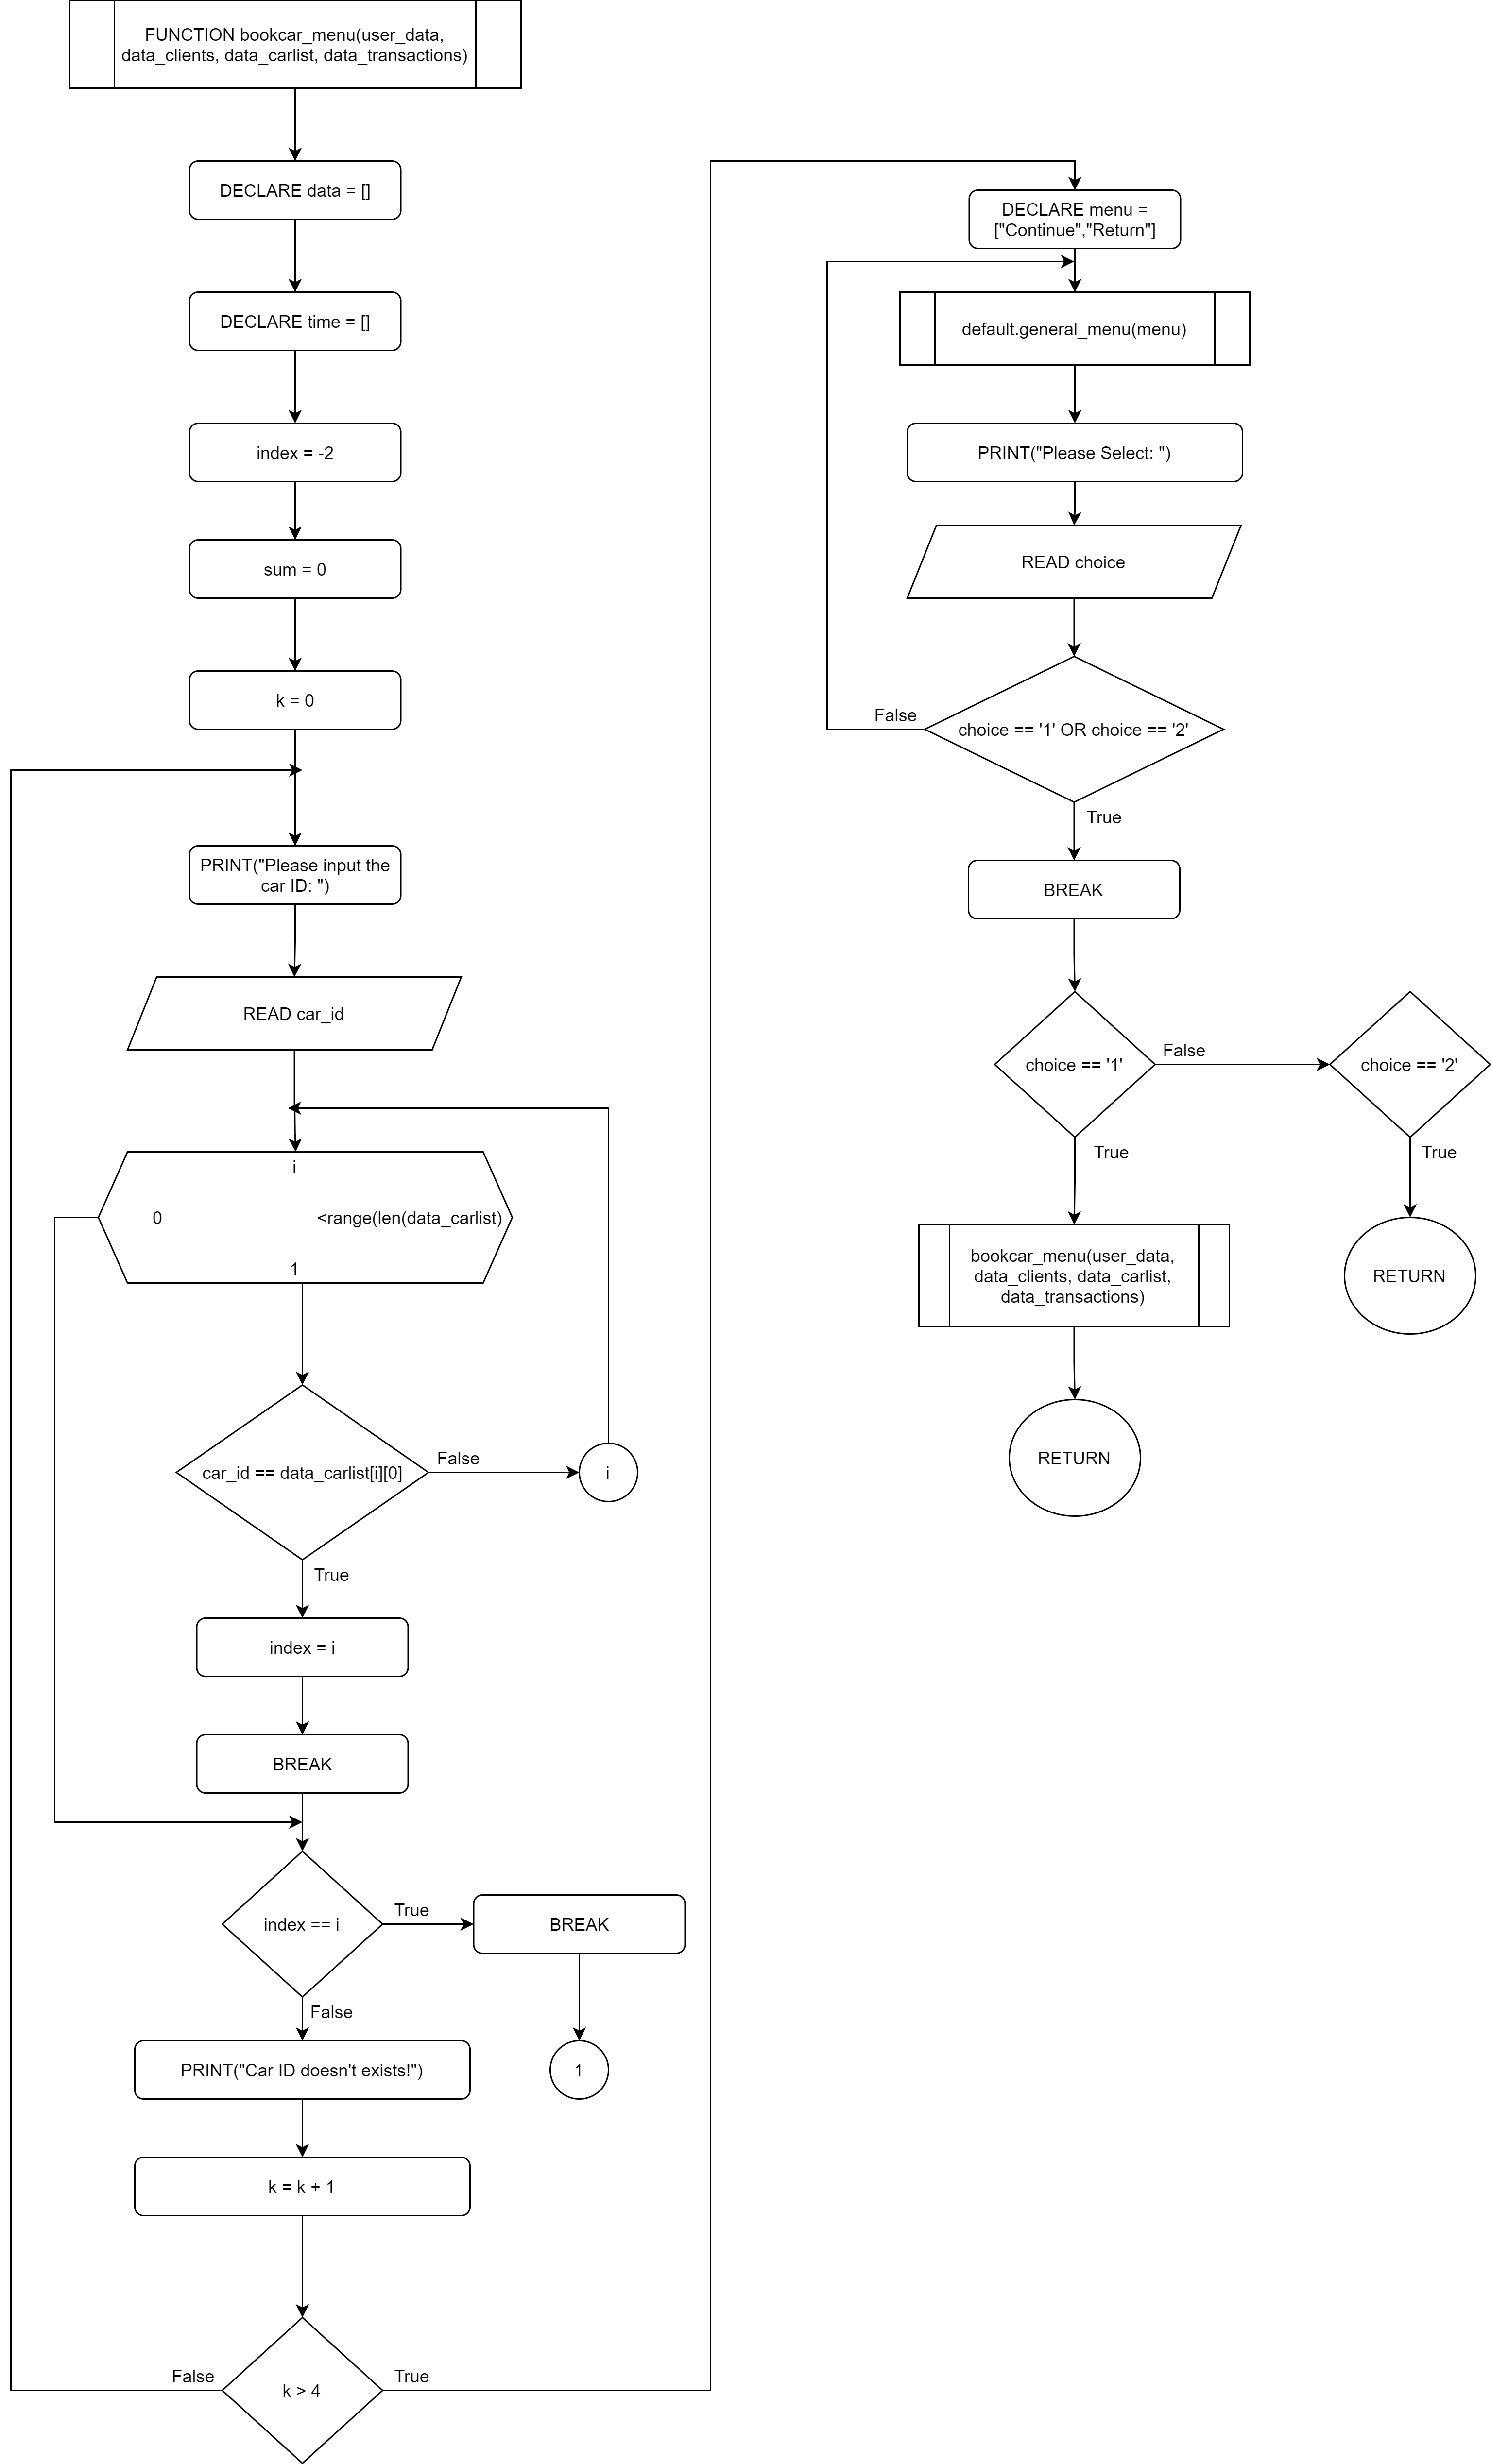 FUNCTION bookcar_menu(user_data,
data_clients, data_carlist, data_transactions)
DECLARE data = []
DECLARE time = []
index = -2
sum = 0
k = 0
PRINT("Please input the
car ID: ")
READ car_id
i
0
<range(len(data_carlist)
1
car_id == data_carlist[i][0]
False
i
True
index = i
BREAK
index == i
True
BREAK
False
1
PRINT("Car ID doesn't exists!")
k = k + 1
k > 4
False
True
DECLARE menu =
["Continue","Return"]
default.general_menu(menu)
PRINT("Please Select: ")
READ choice
choice == '1' OR choice == '2'
False
True
BREAK
choice == '1'
False
choice == '2'
True
True
bookcar_menu(user_data,
data_clients, data_carlist,
data_transactions)
RETURN
RETURN